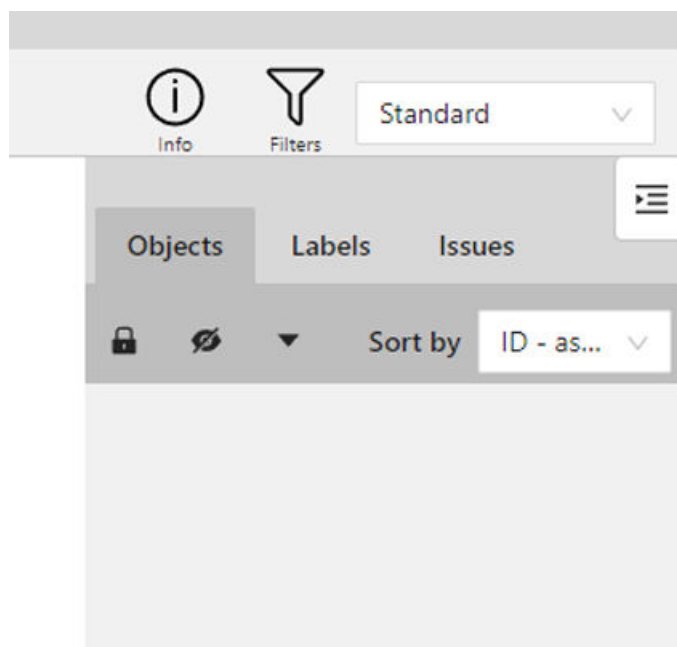 Info
Filters
Standard
Objects Labels Issues
Sort by ID - as...